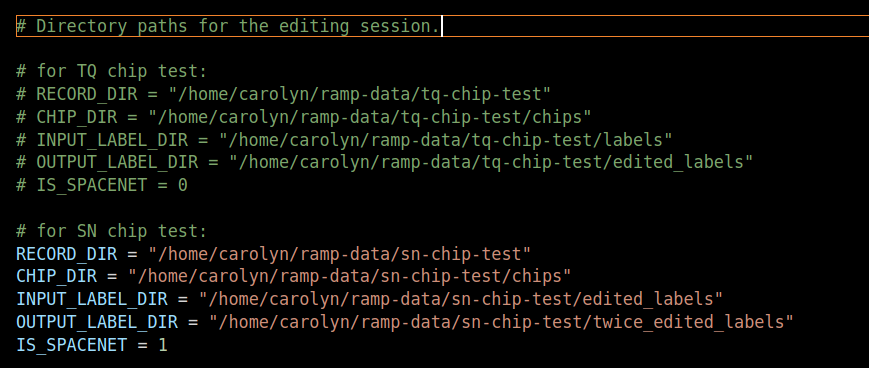 # Directory paths for the editing session.
# for TQ chip test:
# RECORD_DIR = "/home/carolyn/ramp-data/tq-chip-test"
# CHIP_DIR = "/home/carolyn/ramp-data/tq-chip-test/chips"
# INPUT_LABEL_DIR = "/home/carolyn/ramp-data/tq-chip-test/labels"
# OUTPUT_LABEL_DIR = "/home/carolyn/ramp-data/tq-chip-test/edited_labels"
# IS_SPACENET = 0
# for SN chip test:
RECORD_DIR = "/home/carolyn/ramp-data/sn-chip-test"
CHIP_DIR = "/home/carolyn/ramp-data/sn-chip-test/chips"
INPUT_LABEL_DIR = "/home/carolyn/ramp-data/sn-chip-test/edited_labels"
OUTPUT_LABEL_DIR = "/home/carolyn/ramp-data/sn-chip-test/twice_edited_labels"
IS_SPACENET = 1